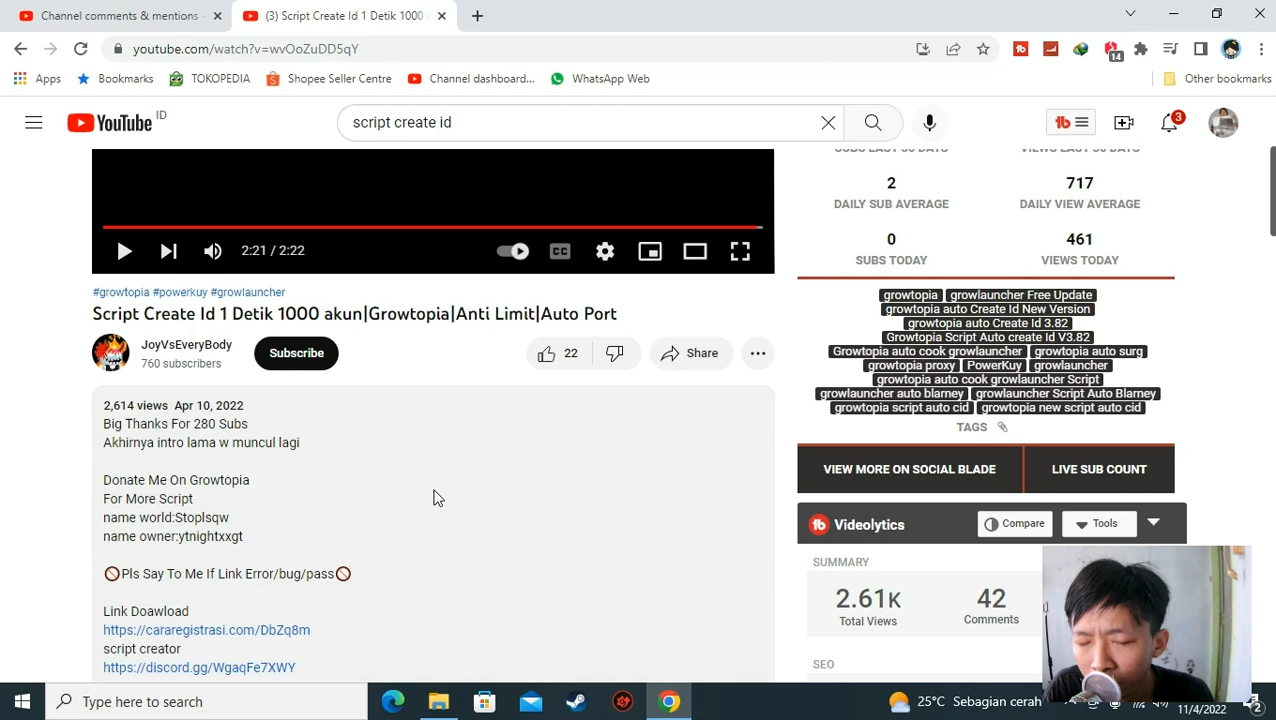 Channel comments & mentions -
(3) Script Create Id 1 Detik 1000
youtube.com/watch?v=wvOoZuDD5qY
14
Apps
Bookmarks
TOKOPEDIA
Shopee Seller Centre
Channel dashboard...
WhatsApp Web
Other bookmarks
YouTube ID
script create id
tb
3
2
717
DAILY SUB AVERAGE
DAILY VIEW AVERAGE
0
461
SUBS TODAY
VIEWS TODAY
2:21 / 2:22
CC
#growtopia #powerkuy #growlauncher
Script Create Id 1 Detik 1000 akun|Growtopia|Anti Limit|Auto Port
JoyVsEveryBody
760 subscribers
Subscribe
22
Share
2,614 views Apr 10, 2022
Big Thanks For 280 Subs
Akhirnya intro lama w muncul lagi
Donate Me On Growtopia
For More Script
name world:Stoplsqw
name owner:ytnightxxgt
🚫Pls Say To Me If Link Error/bug/pass🚫
Link Doawload
https://cararegistrasi.com/DbZq8m
script creator
https://discord.gg/WgaqFe7XWY
growtopia growlauncher Free Update
growtopia auto Create Id New Version
growtopia auto Create Id 3.82
Growtopia Script Auto create Id V3.82
Growtopia auto cook growlauncher growtopia auto surg
growtopia proxy PowerKuy growlauncher
growtopia auto cook growlauncher Script
growlauncher auto blarney growlauncher Script Auto Blarney
growtopia script auto cid growtopia new script auto cid
TAGS
VIEW MORE ON SOCIAL BLADE
LIVE SUB COUNT
tb Videolytics
Compare
Tools
SUMMARY
2.61K
42
Total Views
Comments
SEO
Type here to search
25°C Sebagian cerah
11/4/2022
2